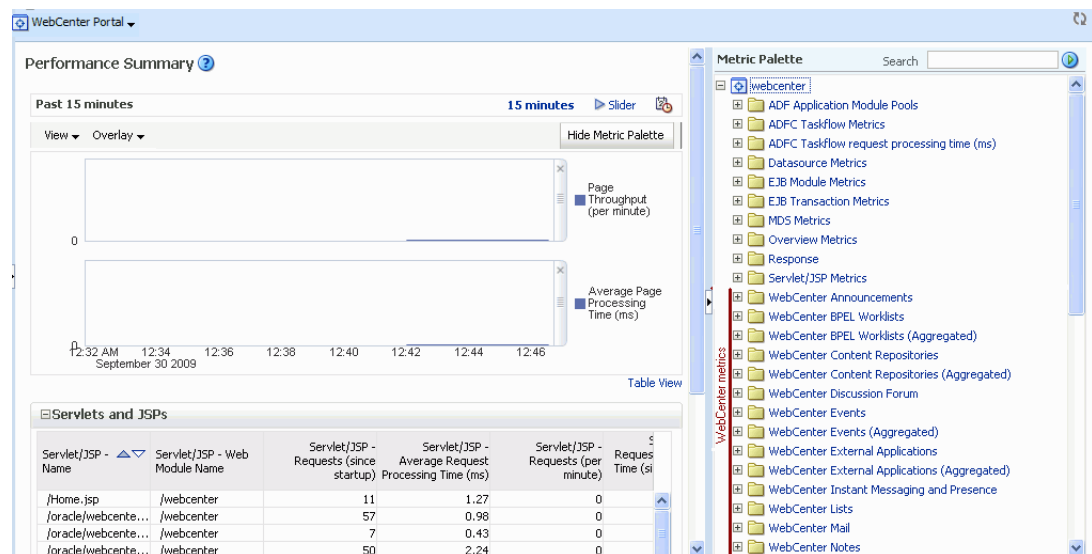 WebCenter Portal
Performance Summary
Past 15 minutes
15 minutes
Slider
View
Overlay
Hide Metric Palette
0
Page
Throughput
(per minute)
0
Average Page
Processing
Time (ms)
12:32 AM 12:34 12:36 12:38 12:40 12:42 12:44 12:46
September 30 2009
Table View
Servlets and JSPs
Servlet/JSP -
Name
Servlet/JSP - Web
Module Name
Servlet/JSP -
Requests (since
startup)
Servlet/JSP -
Average Request
Processing Time (ms)
Servlet/JSP -
Requests (per
minute)
S
Reques
Time (si
/Home.jsp /webcenter 11 1.27 0
/oracle/webcente... /webcenter 57 0.98 0
/oracle/webcente... /webcenter 7 0.43 0
/oracle/webcente... /webcenter 50 2.24 0
Metric Palette
Search
webcenter
ADF Application Module Pools
ADFC Taskflow Metrics
ADFC Taskflow request processing time (ms)
Datasource Metrics
EJB Module Metrics
EJB Transaction Metrics
MDS Metrics
Overview Metrics
Response
Servlet/JSP Metrics
WebCenter Announcements
WebCenter BPEL Worklists
WebCenter BPEL Worklists (Aggregated)
WebCenter Content Repositories
WebCenter Content Repositories (Aggregated)
WebCenter Discussion Forum
WebCenter Events
WebCenter Events (Aggregated)
WebCenter External Applications
WebCenter External Applications (Aggregated)
WebCenter Instant Messaging and Presence
WebCenter Lists
WebCenter Mail
WebCenter Notes
WebCenter metrics